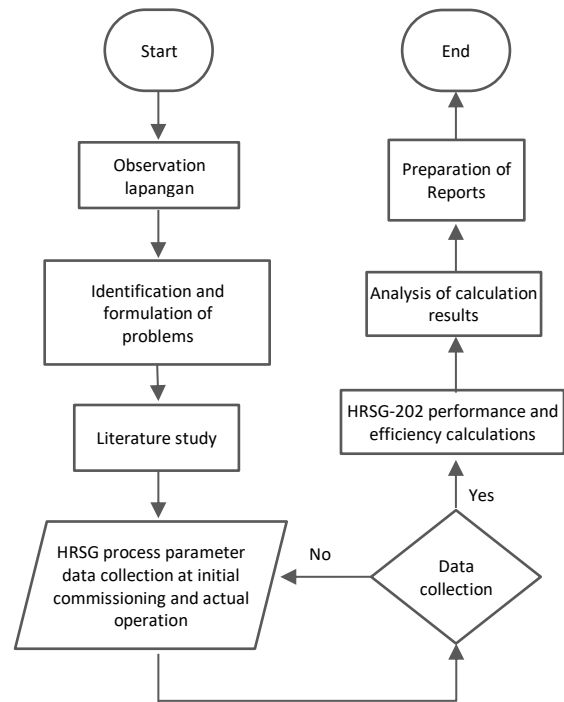 Start
Observation
lapangan
Identification and
formulation of
problems
Literature study
HRSG process parameter
data collection at initial
commissioning and actual
operation
No
Data
collection
Yes
HRSG-202 performance and
efficiency calculations
Analysis of calculation
results
Preparation of
Reports
End